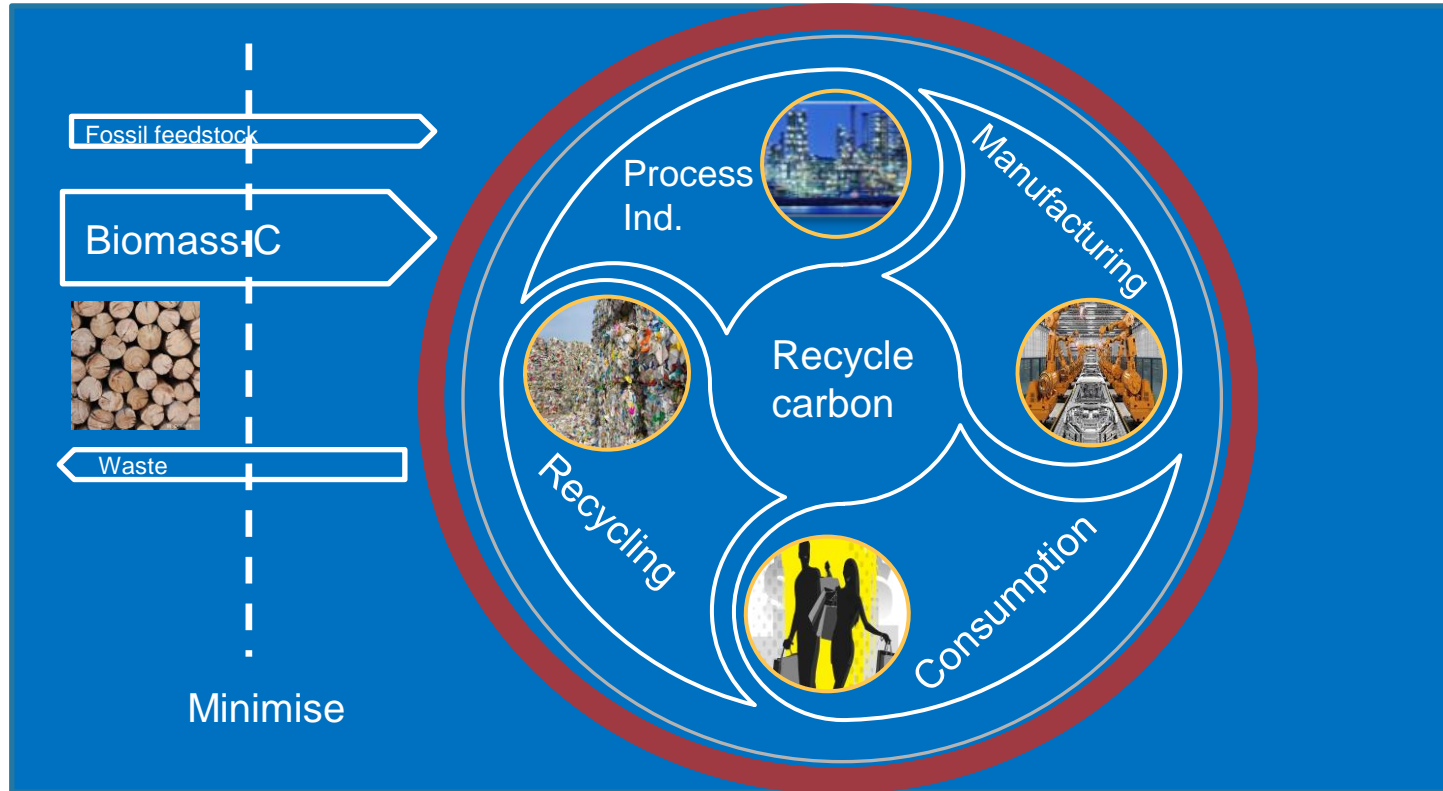 Fossil feedstock
Biomass-C
Waste
Minimise
Process
Ind.
Manufacturing
Recycle
carbon
Recycling
Consumption